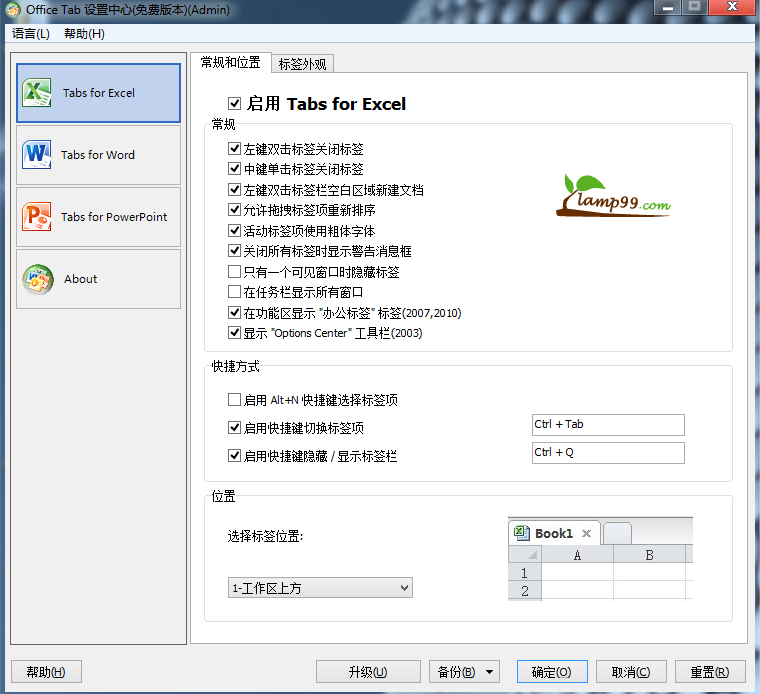 Office Tab 设置中心(免费版本)(Admin)
语言(L) 帮助(H)
Tabs for Excel
Tabs for Word
Tabs for PowerPoint
About
常规和位置 标签外观
启用 Tabs for Excel
常规
左键双击标签关闭标签
中键单击标签关闭标签
左键双击标签栏空白区域新建文档
允许拖拽标签项重新排序
活动标签项使用粗体字体
关闭所有标签时显示警告消息框
只有一个可见窗口时隐藏标签
在任务栏显示所有窗口
在功能区显示 "办公标签" 标签(2007,2010)
显示 "Options Center" 工具栏(2003)
lamp99.com
快捷方式
启用 Alt+N 快捷键选择标签项
启用快捷键切换标签项 Ctrl + Tab
启用快捷键隐藏 / 显示标签栏 Ctrl + Q
位置
选择标签位置:
1-工作区上方
Book1
A B
1
2
帮助(H) 升级(U) 备份(B) 确定(O) 取消(C) 重置(R)